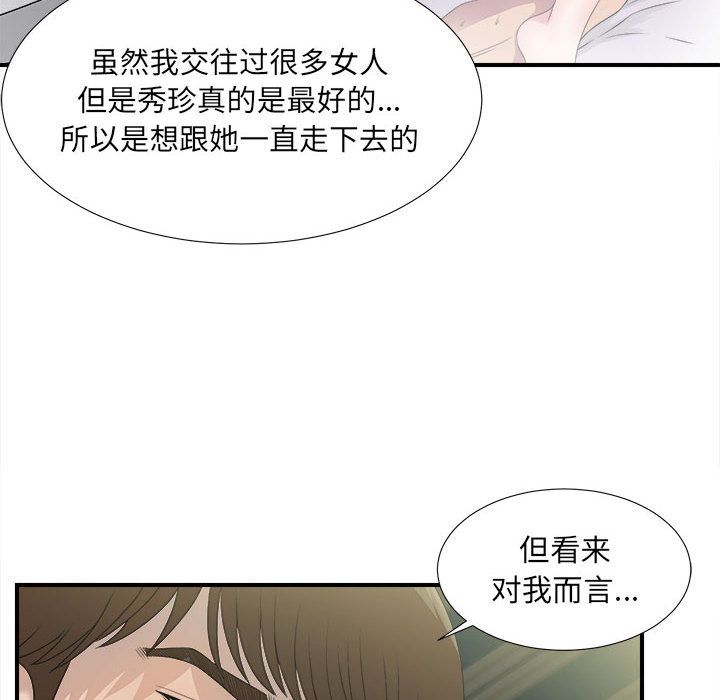 虽然我交往过很多女人
但是秀珍真的是最好的...
所以是想跟她一直走下去的
但看来
对我而言...